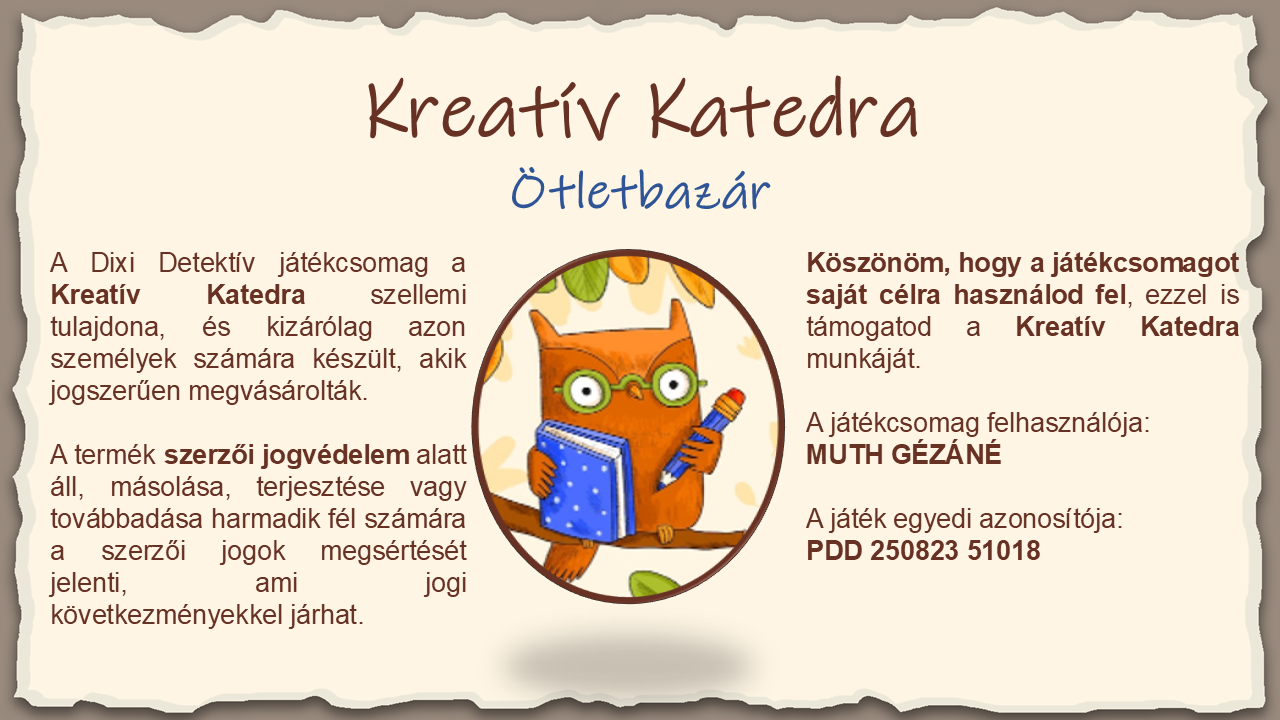 Kreatív Katedra
Ötletbazár
A Dixi Detektív játékcsomag a
Kreatív Katedra szellemi
tulajdona, és kizárólag azon
személyek számára készült, akik
jogszerűen megvásárolták.
A termék szerzői jogvédelem alatt
áll, másolása, terjesztése vagy
továbbadása harmadik fél számára
a szerzői jogok megsértését
jelenti, ami jogi
következményekkel járhat.
Köszönöm, hogy a játékcsomagot
saját célra használod fel, ezzel is
támogatod a Kreatív Katedra
munkáját.
A játékcsomag felhasználója:
MUTH GÉZÁNÉ
A játék egyedi azonosítója:
PDD 250823 51018